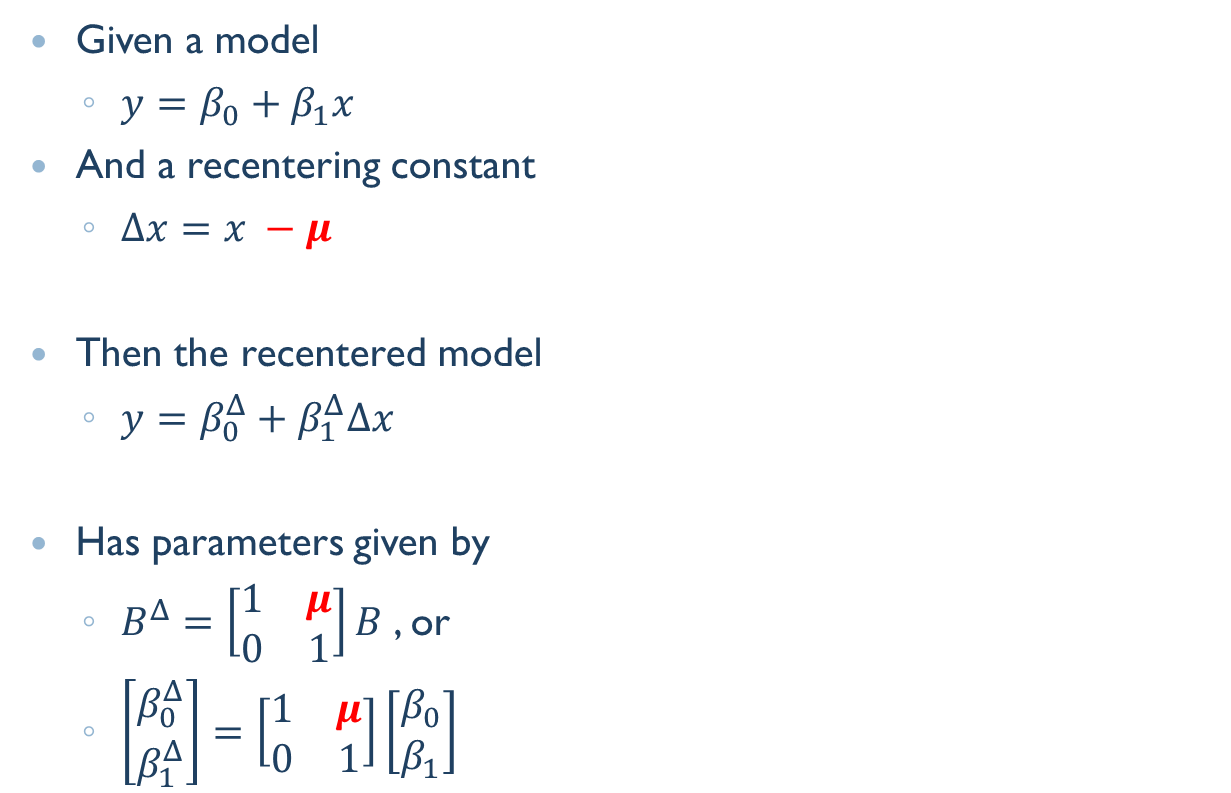 • Given a model
◦ y = β₀ + β₁x
• And a recentering constant
◦ Δx = x − μ
• Then the recentered model
◦ y = β₀^Δ + β₁^Δ Δx
• Has parameters given by
◦ B^Δ = [1 μ; 0 1] B , or
◦ [β₀^Δ; β₁^Δ] = [1 μ; 0 1] [β₀; β₁]